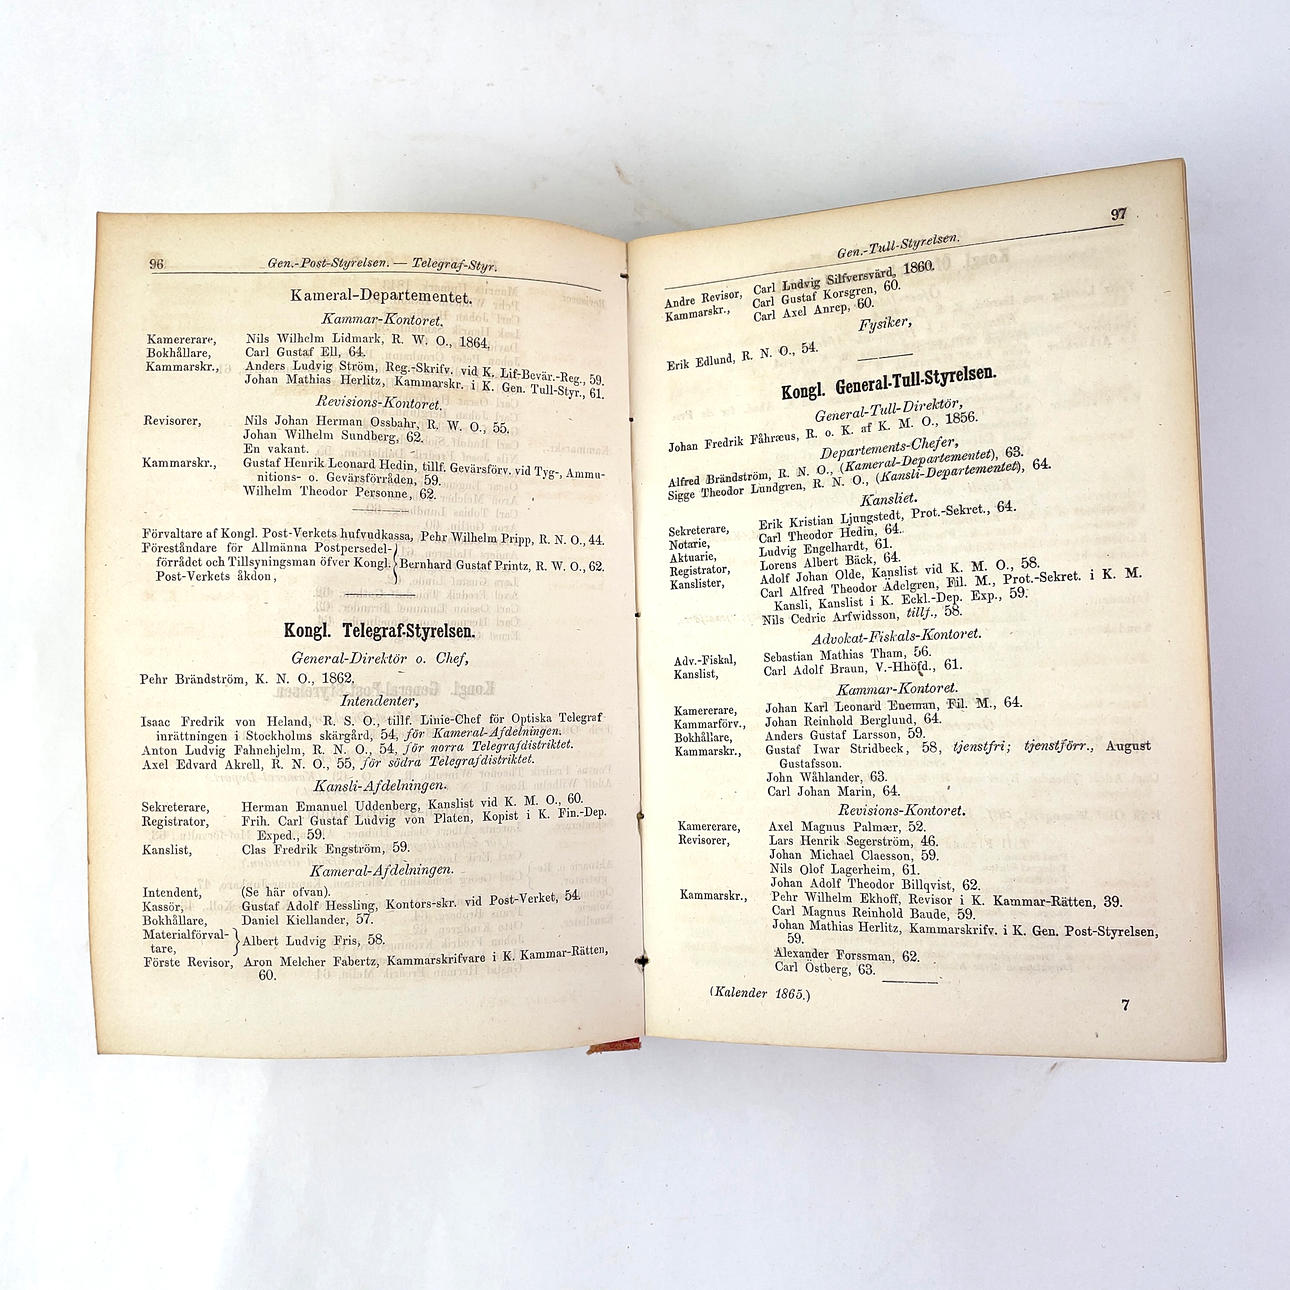 96
Gen.-Post-Styrelsen. — Telegraf-Styr.
Kameral-Departementet.
Kammar-Kontoret.
Kamererare, Nils Wilhelm Lidmark, R. W. O., 1864.
Bokhållare, Carl Gustaf Ell, 64.
Kammarskr., Anders Ludvig Ström, Reg.-Skrifv. vid K. Lif-Bevär.-Reg., 59.
Johan Mathias Herlitz, Kammarskr. i K. Gen. Tull-Styr., 61.
Revisions-Kontoret.
Revisorer, Nils Johan Herman Ossbahr, R. W. O., 55.
Johan Wilhelm Sundberg, 62.
En vakant.
Kammarskr., Gustaf Henrik Leonard Hedin, tillf. Gevärsförv. vid Tyg-, Ammu-
nitions- o. Gevärsförråden, 59.
Wilhelm Theodor Personne, 62.
Förvaltare af Kongl. Post-Verkets hufvudkassa, Pehr Wilhelm Pripp, R. N. O., 44.
Föreståndare för Allmänna Postpersedel-
förrådet och Tillsyningsman öfver Kongl. Bernhard Gustaf Printz, R. W. O., 62.
Post-Verkets åkdon,
Kongl. Telegraf-Styrelsen.
General-Direktör o. Chef,
Pehr Brändström, K. N. O., 1862.
Intendenter,
Isaac Fredrik von Heland, R. S. O., tillf. Linie-Chef för Optiska Telegraf-
inrättningen i Stockholms skärgård, 54, för Kameral-Afdelningen.
Anton Ludvig Fahnehjelm, R. N. O., 54, för norra Telegrafdistriktet.
Axel Edvard Akrell, R. N. O., 55, för södra Telegrafdistriktet.
Kansli-Afdelningen.
Sekreterare, Herman Emanuel Uddenberg, Kanslist vid K. M. O., 60.
Registrator, Frih. Carl Gustaf Ludvig von Platen, Kopist i K. Fin.-Dep.
Exped., 59.
Kanslist, Clas Fredrik Engström, 59.
Kameral-Afdelningen.
Intendent, (Se här ofvan).
Kassör, Gustaf Adolf Hessling, Kontors-skr. vid Post-Verket, 54.
Bokhållare, Daniel Kiellander, 57.
Materialförval-
tare, } Albert Ludvig Fris, 58.
Förste Revisor, Aron Melcher Fabertz, Kammarskrifvare i K. Kammar-Rätten,
60.
97
Gen.-Tull-Styrelsen.
Andre Revisor, Carl Ludvig Silfversvärd, 1860.
Kammarskr., Carl Gustaf Korsgren, 60.
Carl Axel Anrep, 60.
Fysiker,
Erik Edlund, R. N. O., 54.
Kongl. General-Tull-Styrelsen.
General-Tull-Direktör,
Johan Fredrik Fåhræus, R. o. K. af K. M. O., 1856.
Departements-Chefer,
Alfred Brändström, R. N. O., (Kameral-Departementet), 63.
Sigge Theodor Lundgren, R. N. O., (Kansli-Departementet), 64.
Kansliet.
Sekreterare, Erik Kristian Ljungstedt, Prot.-Sekret., 64.
Notarie, Carl Theodor Hedin, 64.
Aktuarie, Ludvig Engelhardt, 61.
Registrator, Lorens Albert Bäck, 64.
Kanslister, Adolf Johan Olde, Kanslist vid K. M. O., 58.
Carl Alfred Theodor Ädelgren, Fil. M., Prot.-Sekret. i K. M.
Kansli, Kanslist i K. Eckl.-Dep. Exp., 59.
Nils Cedric Arfwidsson, tillf., 58.
Advokat-Fiskals-Kontoret.
Adv.-Fiskal, Sebastian Mathias Tham, 56.
Kanslist, Carl Adolf Braun, V.-Hhöfd., 61.
Kammar-Kontoret.
Kamererare, Johan Karl Leonard Eneman, Fil. M., 64.
Kammarförv., Johan Reinhold Berglund, 64.
Bokhållare, Anders Gustaf Larsson, 59.
Kammarskr., Gustaf Iwar Stridbeck, 58, tjenstfri; tjenstförr., August
Gustafsson.
John Wåhlander, 63.
Carl Johan Marin, 64.
Revisions-Kontoret.
Kamererare, Axel Magnus Palmær, 52.
Revisorer, Lars Henrik Segerström, 46.
Johan Michael Claesson, 59.
Nils Olof Lagerheim, 61.
Johan Adolf Theodor Billqvist, 62.
Kammarskr., Pehr Wilhelm Ekhoff, Revisor i K. Kammar-Rätten, 39.
Carl Magnus Reinhold Baude, 59.
Johan Mathias Herlitz, Kammarskrifv. i K. Gen. Post-Styrelsen,
59.
Alexander Forssman, 62.
Carl Östberg, 63.
(Kalender 1865.)
7